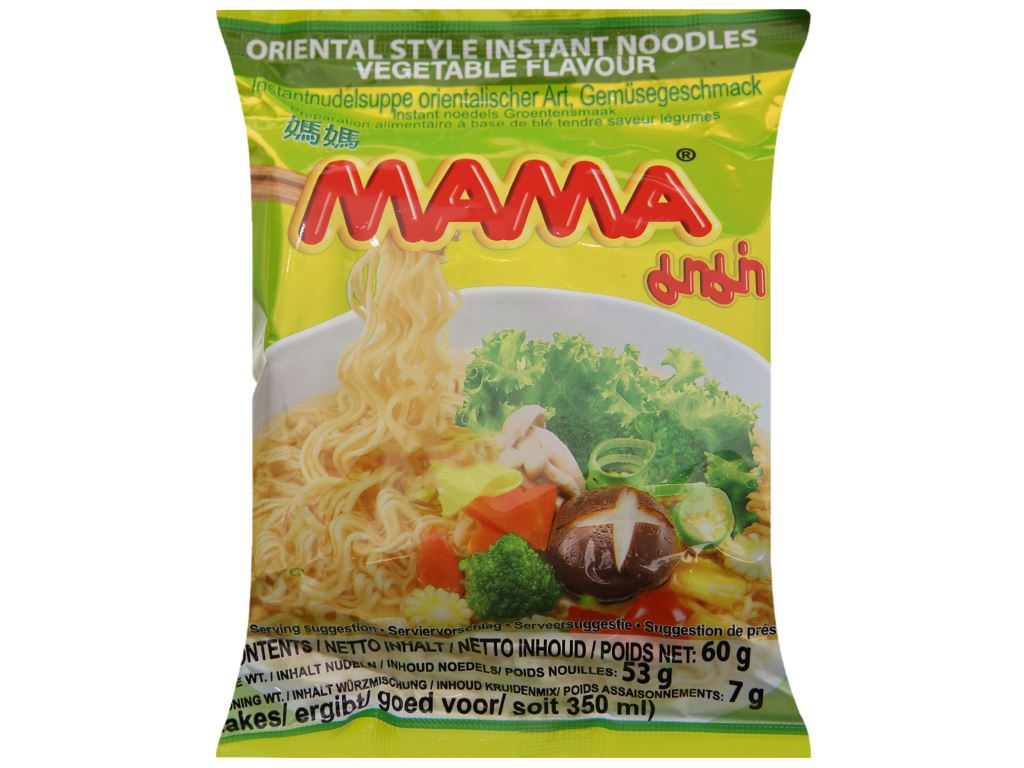 ORIENTAL STYLE INSTANT NOODLES
VEGETABLE FLAVOUR
Instantnudelsuppe orientalischer Art, Gemüsegeschmack
Instant noedels Groentensmaak
Préparation alimentaire à base de blé tendre saveur légumes
媽媽
MAMA®
มาม่า
Serving suggestion • Serviervorschlag • Serveersuggestie • Suggestion de prés
ONTENTS / NETTO INHALT / NETTO INHOUD / POIDS NET: 60 g
E WT. / INHALT NUDELN / INHOUD NOEDELS/ POIDS NOUILLES: 53 g
NING WT. / INHALT WÜRZMISCHUNG / INHOUD KRUIDENMIX/ POIDS ASSAISONNEMENTS: 7 g
akes/ ergibt/ goed voor/ soit 350 ml)